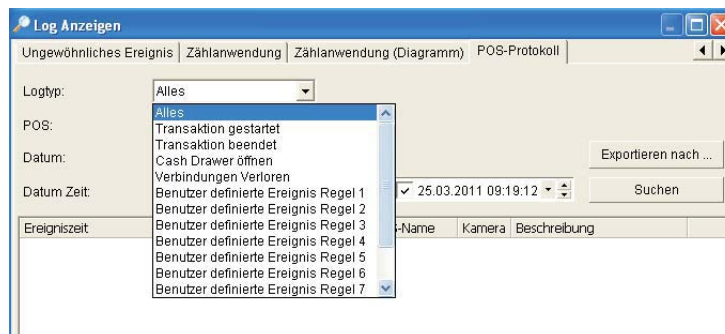 Log Anzeigen
Ungewöhnliches Ereignis Zählanwendung Zählanwendung (Diagramm) POS-Protokoll
Logtyp: Alles
Alles
Transaktion gestartet
POS:
Transaktion beendet
Datum: Cash Drawer öffnen Exportieren nach ...
Verbindungen Verloren
Datum Zeit: Benutzer definierte Ereignis Regel 1 25.03.2011 09:19:12 Suchen
Benutzer definierte Ereignis Regel 2
Ereigniszeit Benutzer definierte Ereignis Regel 3 -Name Kamera Beschreibung
Benutzer definierte Ereignis Regel 4
Benutzer definierte Ereignis Regel 5
Benutzer definierte Ereignis Regel 6
Benutzer definierte Ereignis Regel 7